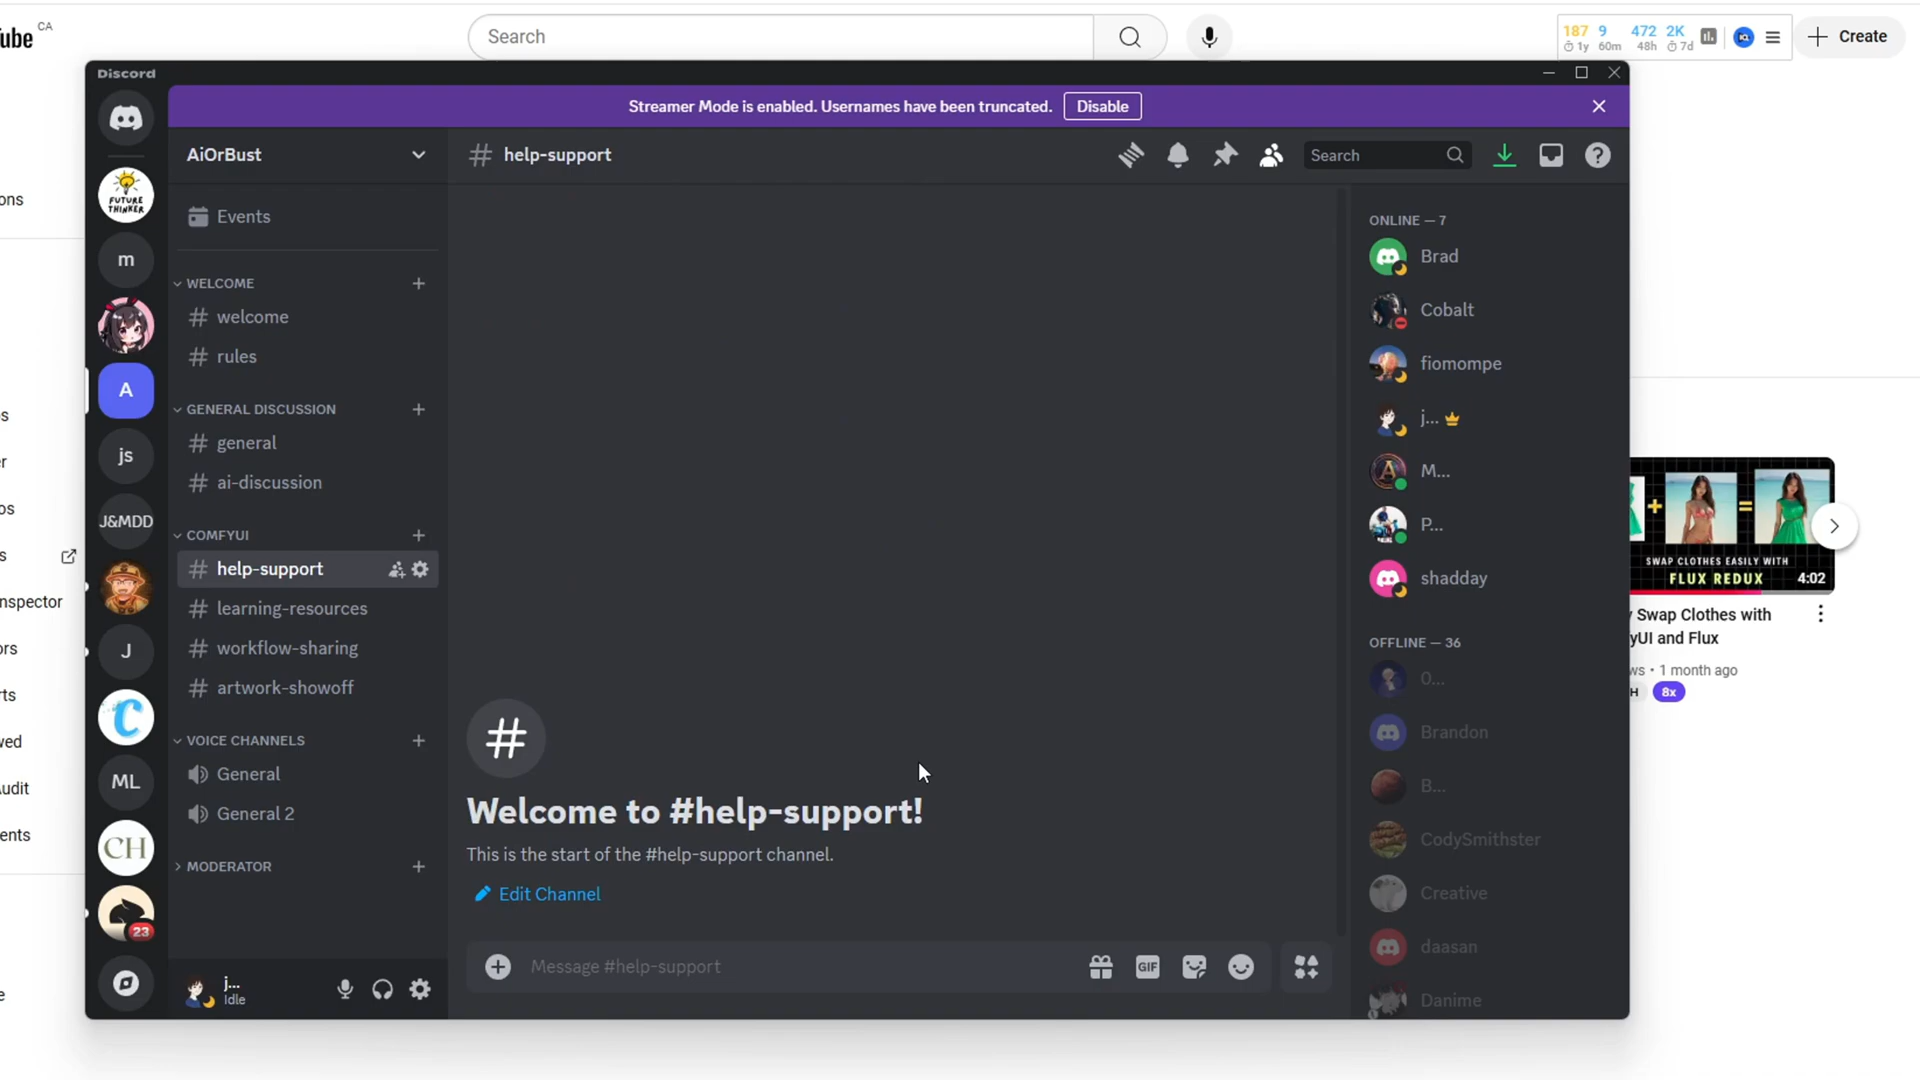 ube CA
Search
187 9 472 2K
1y 60m 48h 7d
Create
Discord
Streamer Mode is enabled. Usernames have been truncated. Disable
AiOrBust
help-support
Search
FUTURE
THINKER
m
A
js
J&MDD
J
C
ML
CH
23
Events
WELCOME
welcome
rules
GENERAL DISCUSSION
general
ai-discussion
COMFYUI
help-support
learning-resources
workflow-sharing
artwork-showoff
VOICE CHANNELS
General
General 2
MODERATOR
j...
Idle
Welcome to #help-support!
This is the start of the #help-support channel.
Edit Channel
Message #help-support
GIF
ONLINE — 7
Brad
Cobalt
fiomompe
j...
M...
P...
shadday
OFFLINE — 36
0...
Brandon
B...
CodySmithster
Creative
daasan
Danime
ons
s
er
os
s
nspector
ors
rts
ved
udit
ents
e
SWAP CLOTHES EASILY WITH
FLUX REDUX 4:02
y Swap Clothes with
yUI and Flux
ws • 1 month ago
H 8x